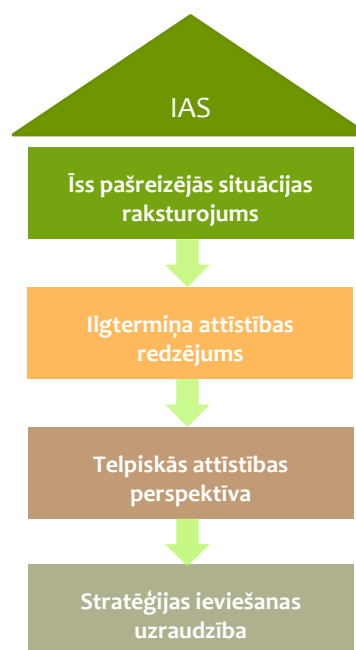 IAS
Īss pašreizējās situācijas
raksturojums
Ilgtermiņa attīstības
redzējums
Telpiskās attīstības
perspektīva
Stratēģijas ieviešanas
uzraudzība